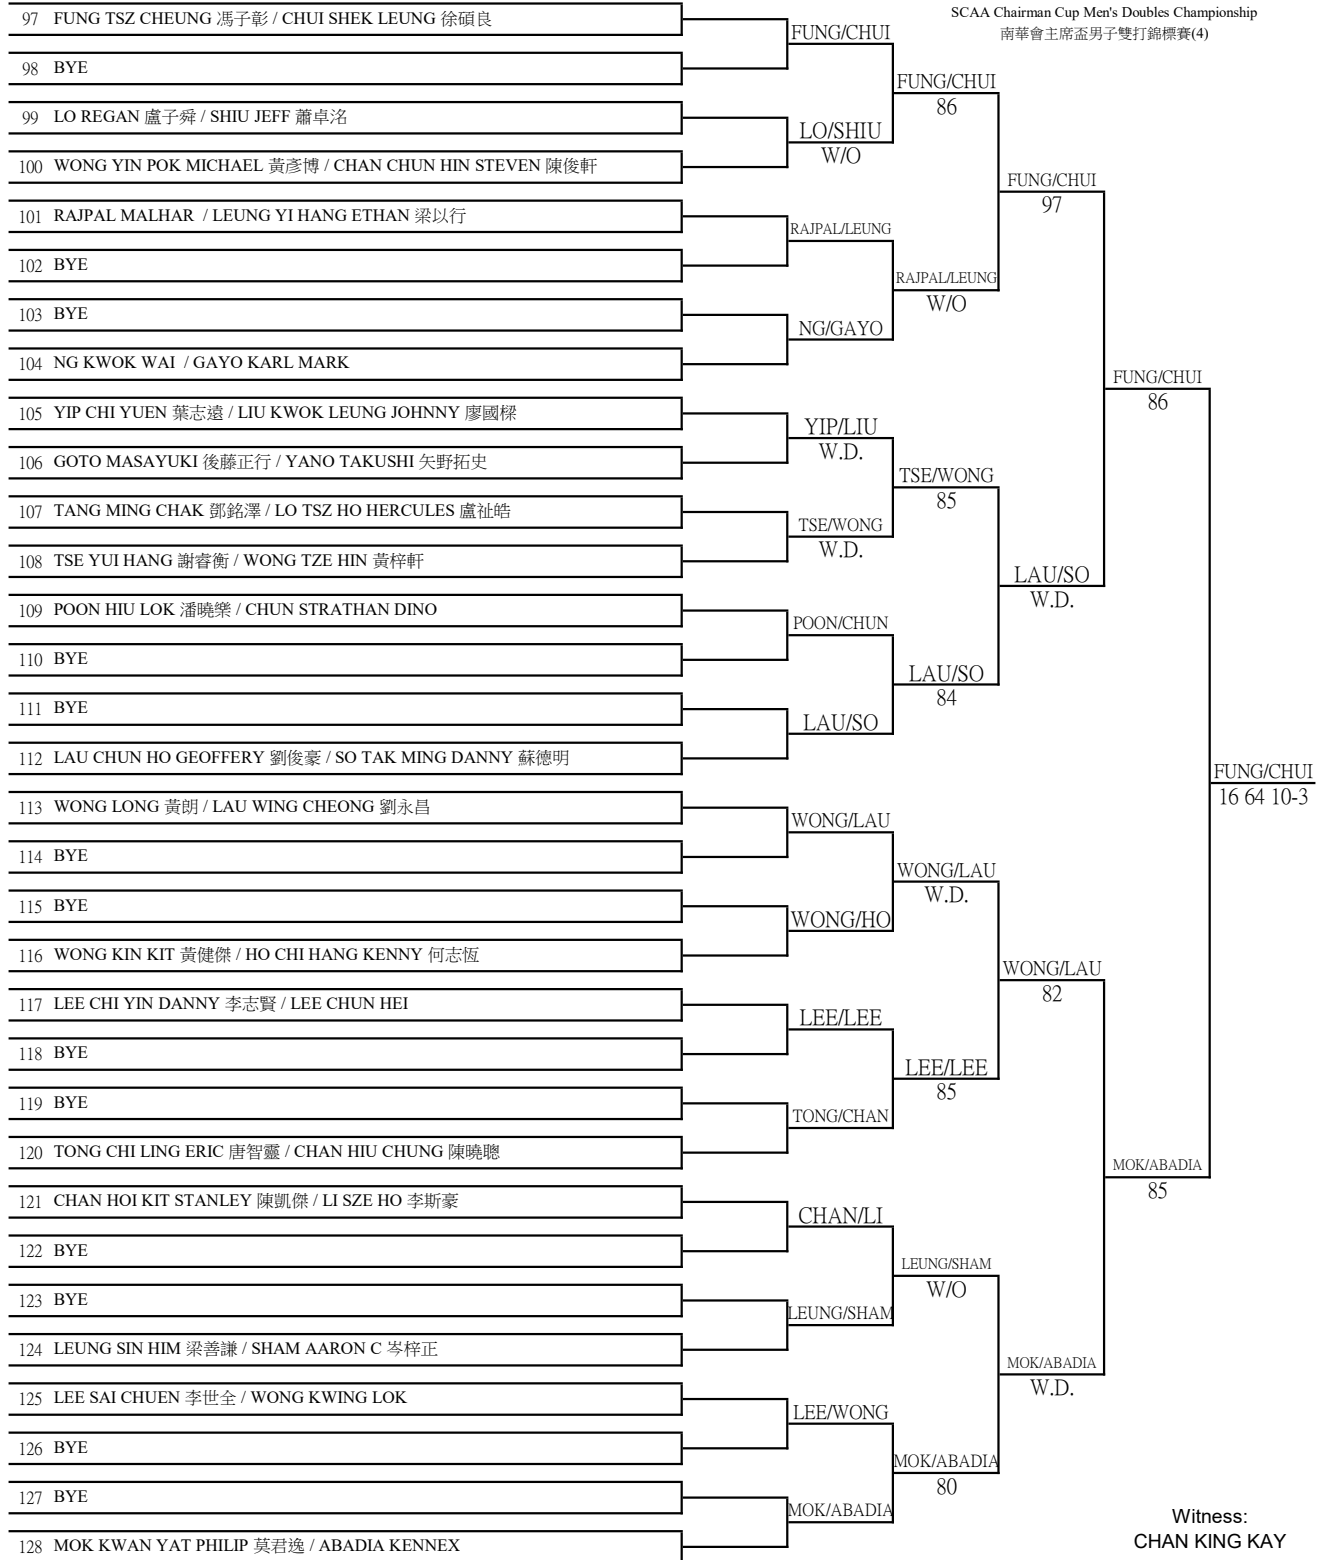 SCAA Chairman Cup Men's Doubles Championship
南華會主席盃男子雙打錦標賽(4)
97 FUNG TSZ CHEUNG 馮子彰 / CHUI SHEK LEUNG 徐碩良
98 BYE
99 LO REGAN 盧子舜 / SHIU JEFF 蕭卓洺
100 WONG YIN POK MICHAEL 黃彥博 / CHAN CHUN HIN STEVEN 陳俊軒
101 RAJPAL MALHAR / LEUNG YI HANG ETHAN 梁以行
102 BYE
103 BYE
104 NG KWOK WAI / GAYO KARL MARK
105 YIP CHI YUEN 葉志遠 / LIU KWOK LEUNG JOHNNY 廖國樑
106 GOTO MASAYUKI 後藤正行 / YANO TAKUSHI 矢野拓史
107 TANG MING CHAK 鄧銘澤 / LO TSZ HO HERCULES 盧祉皓
108 TSE YUI HANG 謝睿衡 / WONG TZE HIN 黃梓軒
109 POON HIU LOK 潘曉樂 / CHUN STRATHAN DINO
110 BYE
111 BYE
112 LAU CHUN HO GEOFFERY 劉俊豪 / SO TAK MING DANNY 蘇德明
113 WONG LONG 黃朗 / LAU WING CHEONG 劉永昌
114 BYE
115 BYE
116 WONG KIN KIT 黃健傑 / HO CHI HANG KENNY 何志恆
117 LEE CHI YIN DANNY 李志賢 / LEE CHUN HEI
118 BYE
119 BYE
120 TONG CHI LING ERIC 唐智靈 / CHAN HIU CHUNG 陳曉聰
121 CHAN HOI KIT STANLEY 陳凱傑 / LI SZE HO 李斯豪
122 BYE
123 BYE
124 LEUNG SIN HIM 梁善謙 / SHAM AARON C 岑梓正
125 LEE SAI CHUEN 李世全 / WONG KWING LOK
126 BYE
127 BYE
128 MOK KWAN YAT PHILIP 莫君逸 / ABADIA KENNEX
FUNG/CHUI
LO/SHIU
W/O
RAJPAL/LEUNG
NG/GAYO
YIP/LIU
W.D.
TSE/WONG
W.D.
POON/CHUN
LAU/SO
WONG/LAU
WONG/HO
LEE/LEE
TONG/CHAN
CHAN/LI
LEUNG/SHAM
LEE/WONG
MOK/ABADIA
FUNG/CHUI
86
RAJPAL/LEUNG
W/O
TSE/WONG
85
LAU/SO
84
WONG/LAU
W.D.
LEE/LEE
85
LEUNG/SHAM
W/O
MOK/ABADIA
80
FUNG/CHUI
97
LAU/SO
W.D.
WONG/LAU
82
MOK/ABADIA
W.D.
FUNG/CHUI
86
MOK/ABADIA
85
FUNG/CHUI
16 64 10-3
Witness:
CHAN KING KAY